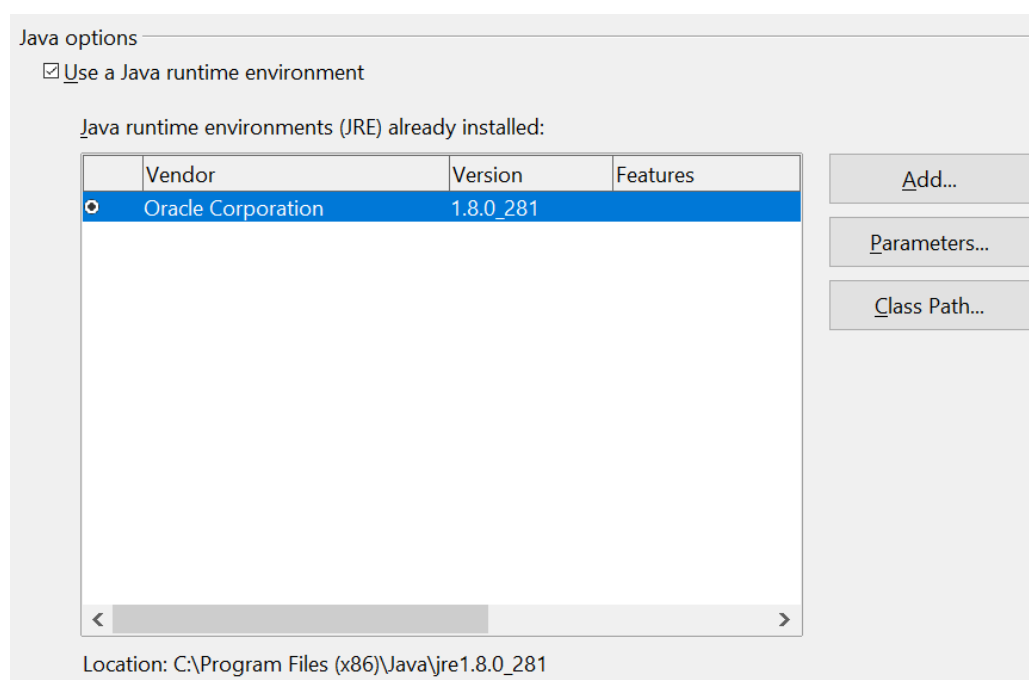 Java options
Use a Java runtime environment
Java runtime environments (JRE) already installed:
Vendor Version Features
Add...
Oracle Corporation 1.8.0_281
Parameters...
Class Path...
Location: C:\Program Files (x86)\Java\jre1.8.0_281